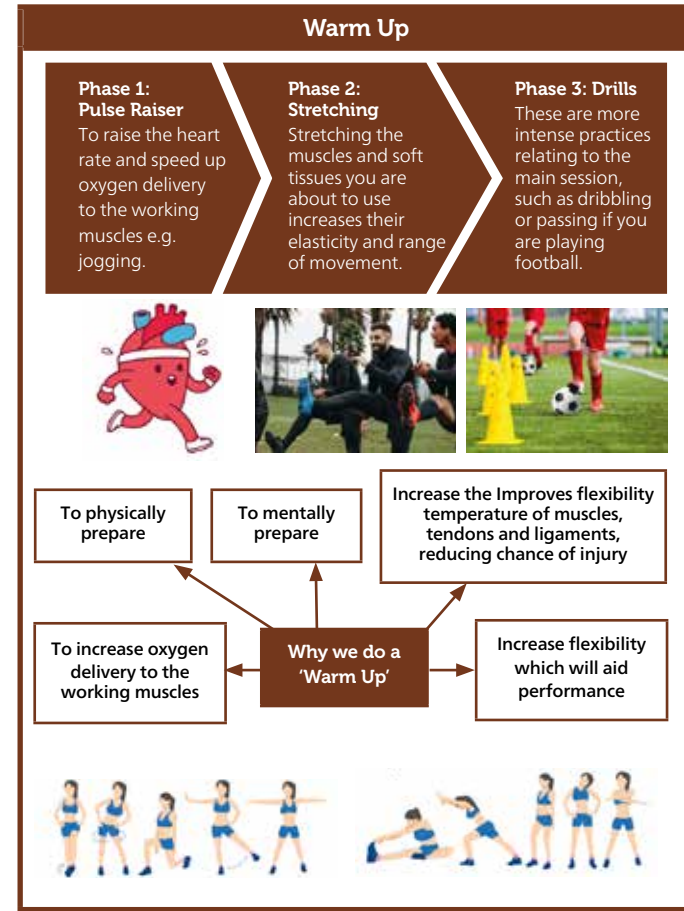 Warm Up
Phase 1:
Pulse Raiser
To raise the heart
rate and speed up
oxygen delivery
to the working
muscles e.g.
jogging.
Phase 2:
Stretching
Stretching the
muscles and soft
tissues you are
about to use
increases their
elasticity and range
of movement.
Phase 3: Drills
These are more
intense practices
relating to the
main session,
such as dribbling
or passing if you
are playing
football.
To physically
prepare
To mentally
prepare
Increase the Improves flexibility
temperature of muscles,
tendons and ligaments,
reducing chance of injury
To increase oxygen
delivery to the
working muscles
Why we do a
‘Warm Up’
Increase flexibility
which will aid
performance